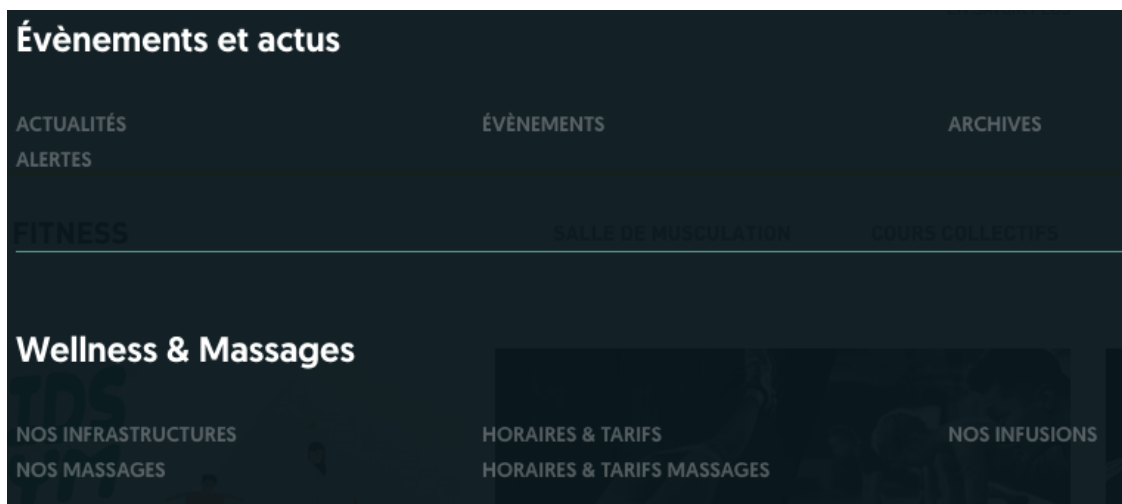 Évènements et actus
ACTUALITÉS ÉVÈNEMENTS ARCHIVES
ALERTES
FITNESS SALLE DE MUSCULATION COURS COLLECTIFS
Wellness & Massages
NOS INFRASTRUCTURES HORAIRES & TARIFS NOS INFUSIONS
NOS MASSAGES HORAIRES & TARIFS MASSAGES